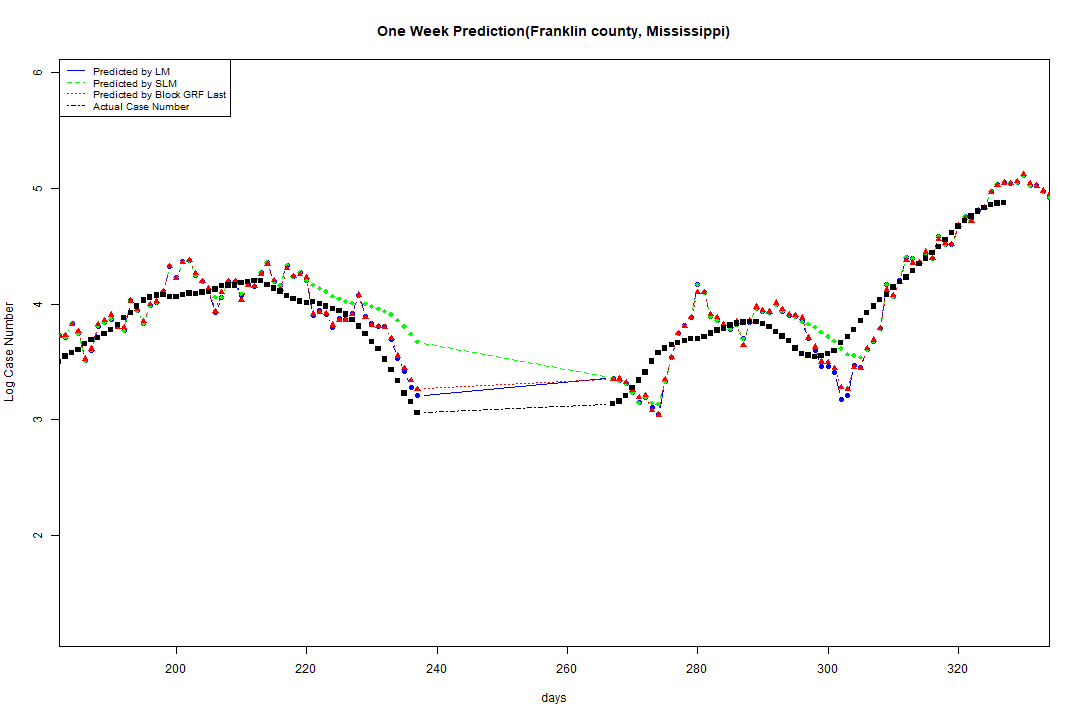 One Week Prediction(Franklin county, Mississippi)
Predicted by LM
Predicted by SLM
Predicted by Block GRF Last
Actual Case Number
6
5
4
3
2
Log Case Number
200 220 240 260 280 300 320
days